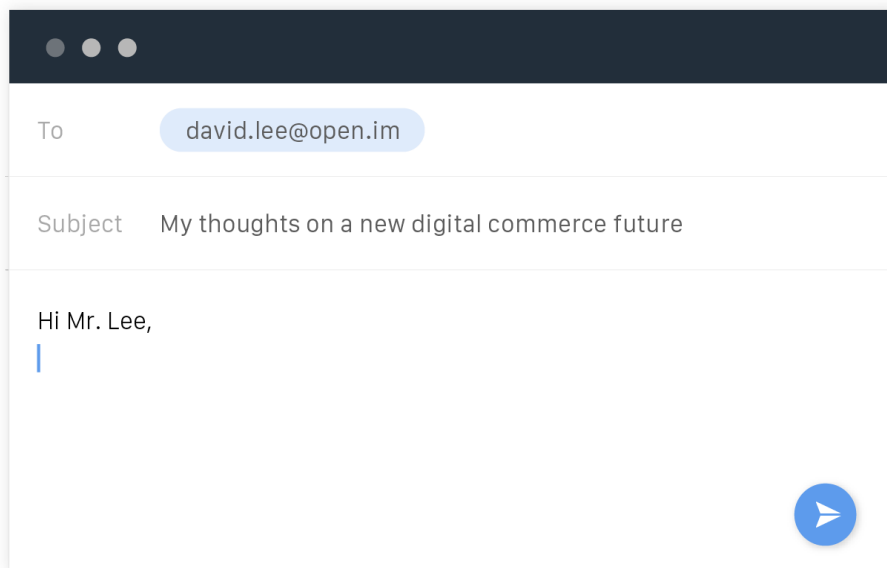 To david.lee@open.im
Subject My thoughts on a new digital commerce future
Hi Mr. Lee,